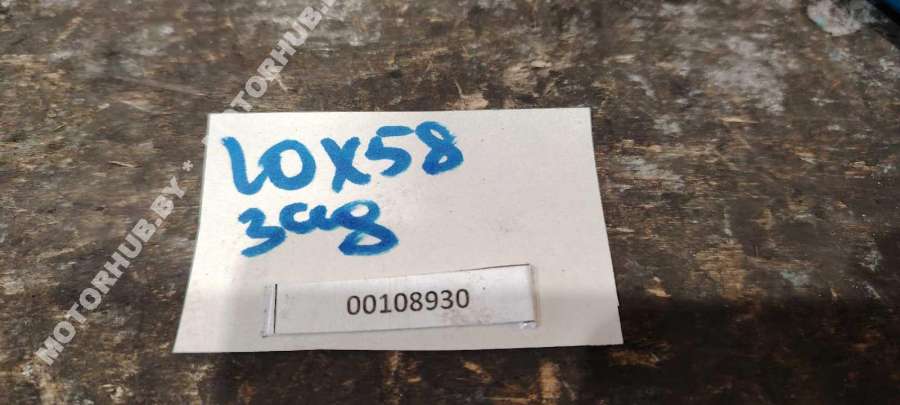 10x58
зад
00108930
* MOTORHUB.BY * MOTORHUB.BY